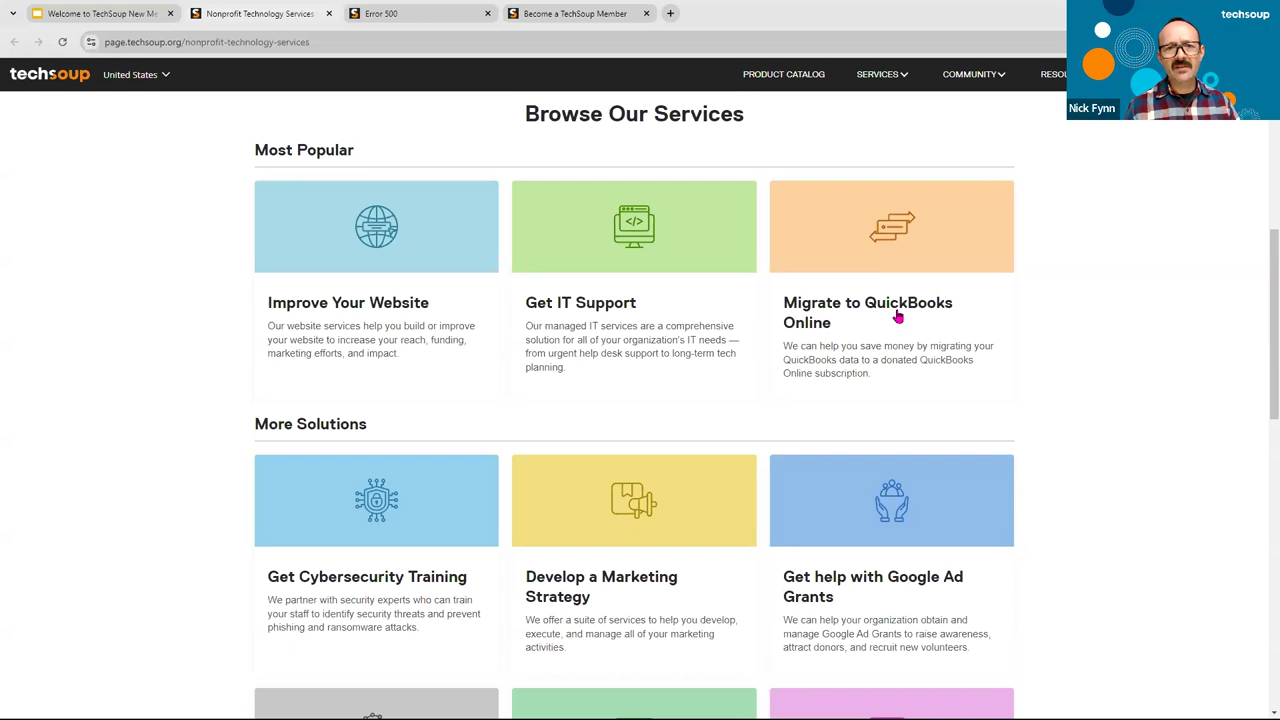 Welcome to TechSoup New Me
Nonprofit Technology Services
Error 500
Become a TechSoup Member
page.techsoup.org/nonprofit-technology-services
techsoup
Nick Fynn
techsoup
United States
PRODUCT CATALOG
SERVICES
COMMUNITY
RESOU
Browse Our Services
Most Popular
Improve Your Website
Our website services help you build or improve
your website to increase your reach, funding,
marketing efforts, and impact.
Get IT Support
Our managed IT services are a comprehensive
solution for all of your organization's IT needs —
from urgent help desk support to long-term tech
planning.
Migrate to QuickBooks
Online
We can help you save money by migrating your
QuickBooks data to a donated QuickBooks
Online subscription.
More Solutions
Get Cybersecurity Training
We partner with security experts who can train
your staff to identify security threats and prevent
phishing and ransomware attacks.
Develop a Marketing
Strategy
We offer a suite of services to help you develop,
execute, and manage all of your marketing
activities.
Get help with Google Ad
Grants
We can help your organization obtain and
manage Google Ad Grants to raise awareness,
attract donors, and recruit new volunteers.